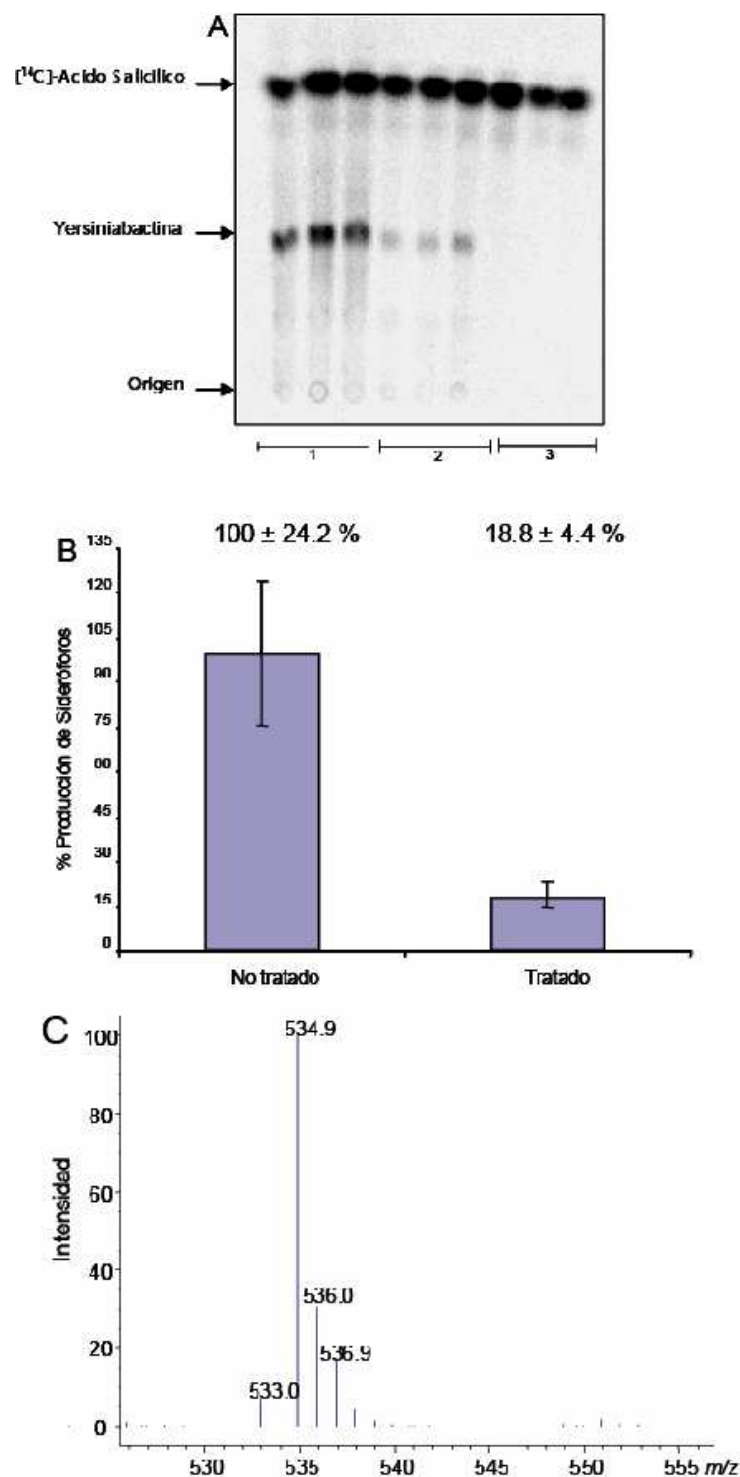 A
[¹⁴C]-Acido Salicilico
Yersiniabactina
Origen
1 2 3
B
100 ± 24.2 % 18.8 ± 4.4 %
% Producción de Sideróforos
135
120
105
90
75
60
45
30
15
0
No tratado Tratado
C
Intensidad
100
80
60
40
20
0
534.9
536.0
536.9
533.0
530 535 540 545 550 555 m/z